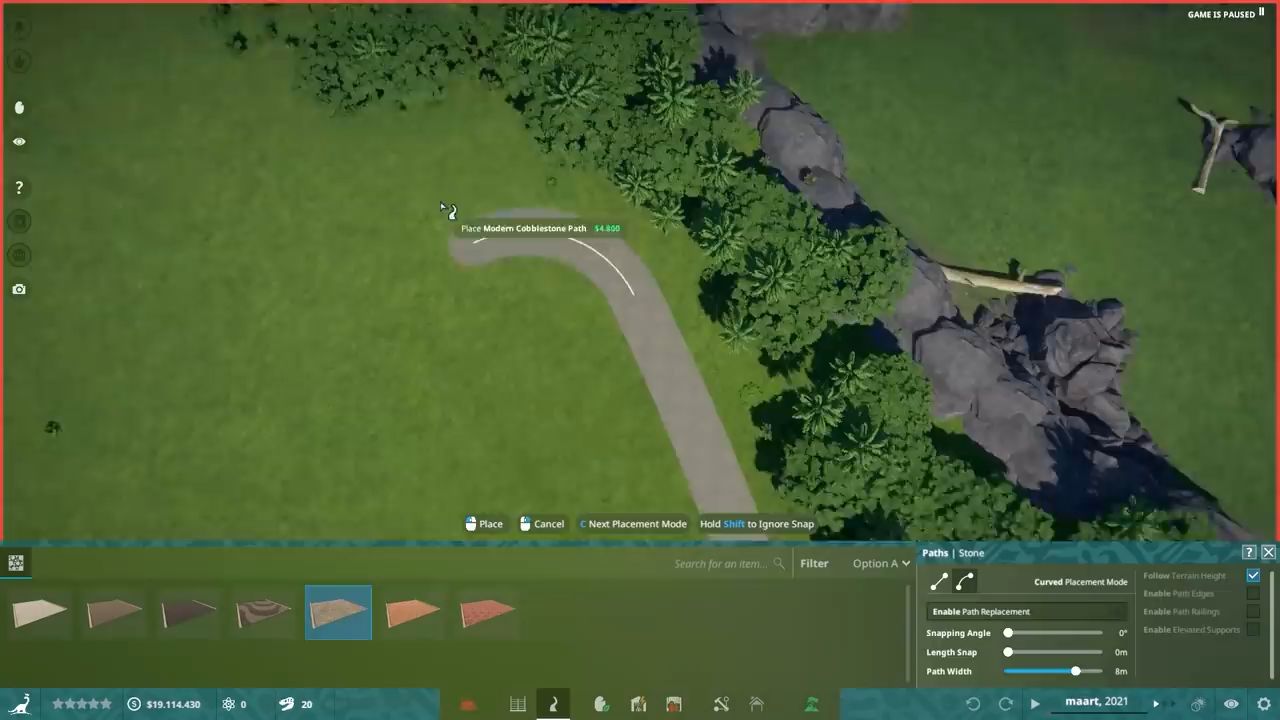 GAME IS PAUSED
?
Place Modern Cobblestone Path $4.800
Place
Cancel
C Next Placement Mode
Hold Shift to Ignore Snap
Search for an item...
Filter
Option A
Paths | Stone
?
Curved Placement Mode
Enable Path Replacement
Snapping Angle 0°
Length Snap 0m
Path Width 8m
Follow Terrain Height
Enable Path Edges
Enable Path Railings
Enable Elevated Supports
$19.114.430
0
20
maart, 2021